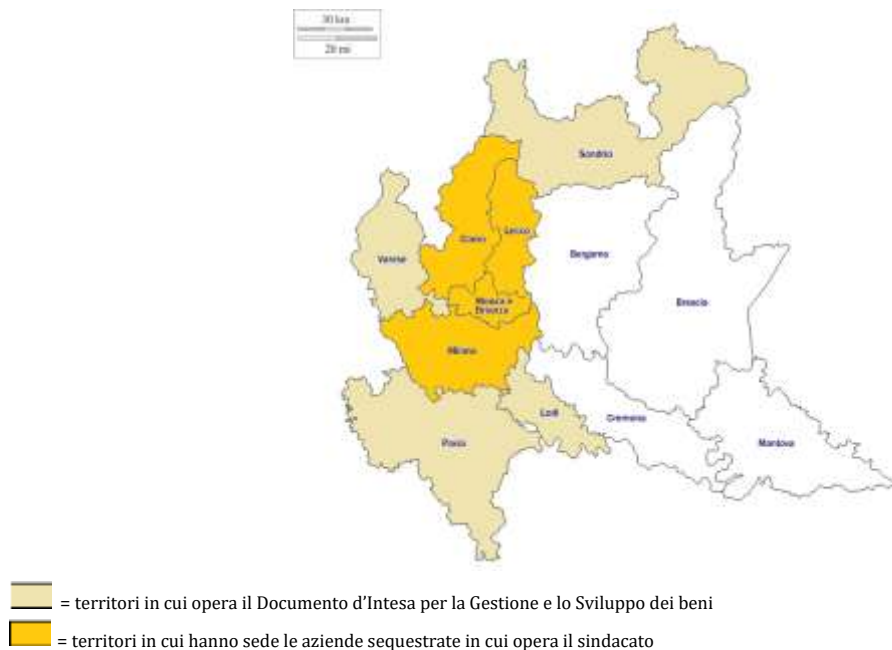 30 km
20 mi
Sondrio
Como
Lecco
Varese
Bergamo
Monza e
Brianza
Brescia
Milano
Lodi
Cremona
Pavia
Mantova
= territori in cui opera il Documento d’Intesa per la Gestione e lo Sviluppo dei beni
= territori in cui hanno sede le aziende sequestrate in cui opera il sindacato